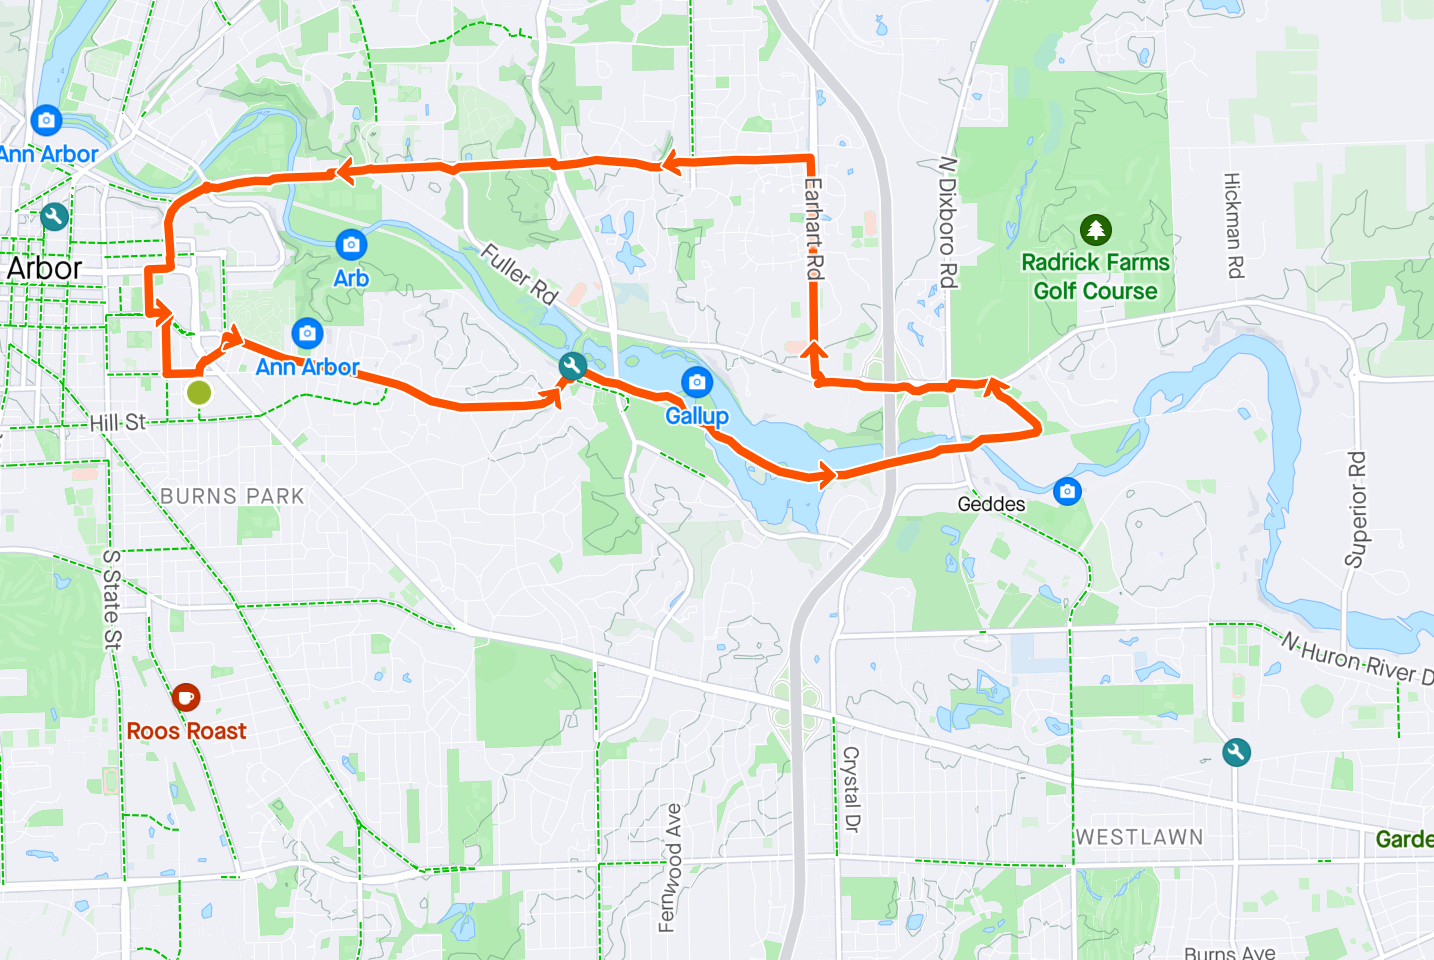 Ann Arbor
Arbor
Arb
Fuller Rd
Earhart Rd
N Dixboro Rd
Hickman Rd
Radrick Farms
Golf Course
Ann Arbor
Gallup
Hill St
BURNS PARK
Geddes
Superior Rd
S State St
N Huron River D
Roos Roast
Crystal Dr
Fernwood Ave
WESTLAWN
Garde
Burns Ave